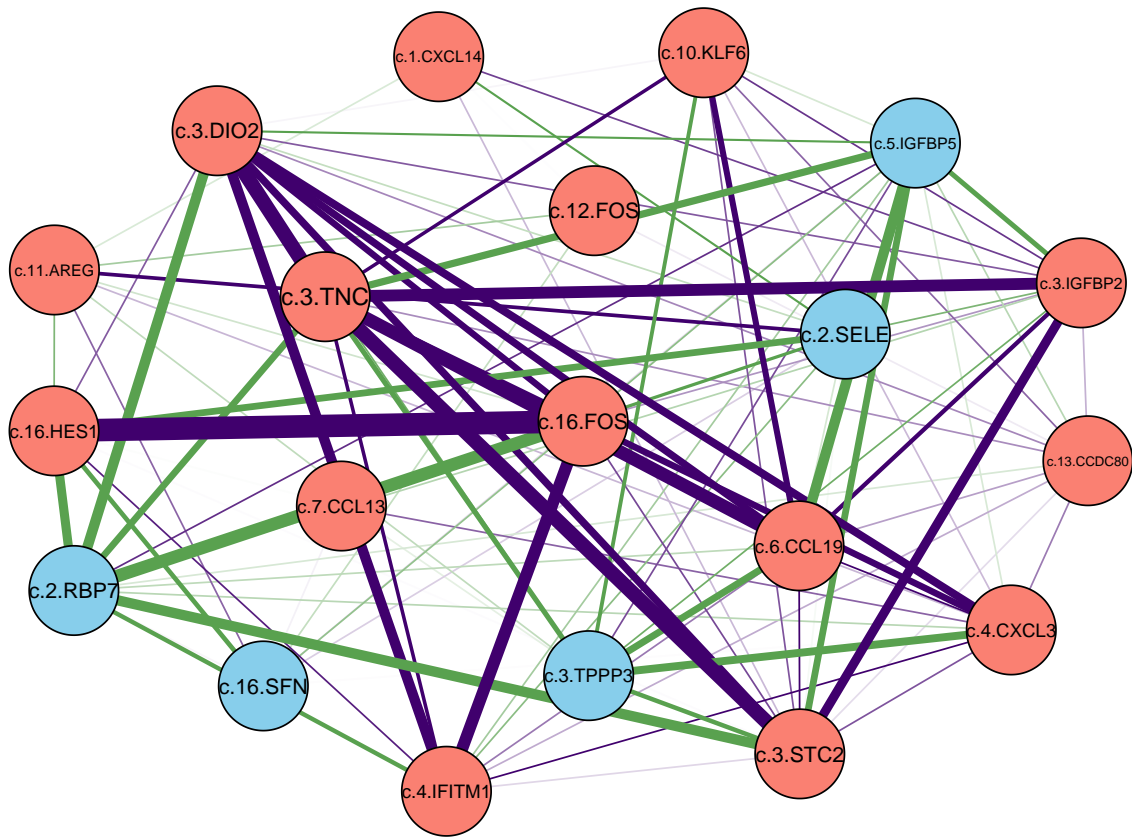 c.1.CXCL14
c.10.KLF6
c.3.DIO2
c.5.IGFBP5
c.12.FOS
c.11.AREG
c.3.TNC
c.3.IGFBP2
c.2.SELE
c.16.HES1
c.16.FOS
c.13.CCDC80
c.7.CCL13
c.6.CCL19
c.2.RBP7
c.4.CXCL3
c.16.SFN
c.3.TPPP3
c.3.STC2
c.4.IFITM1